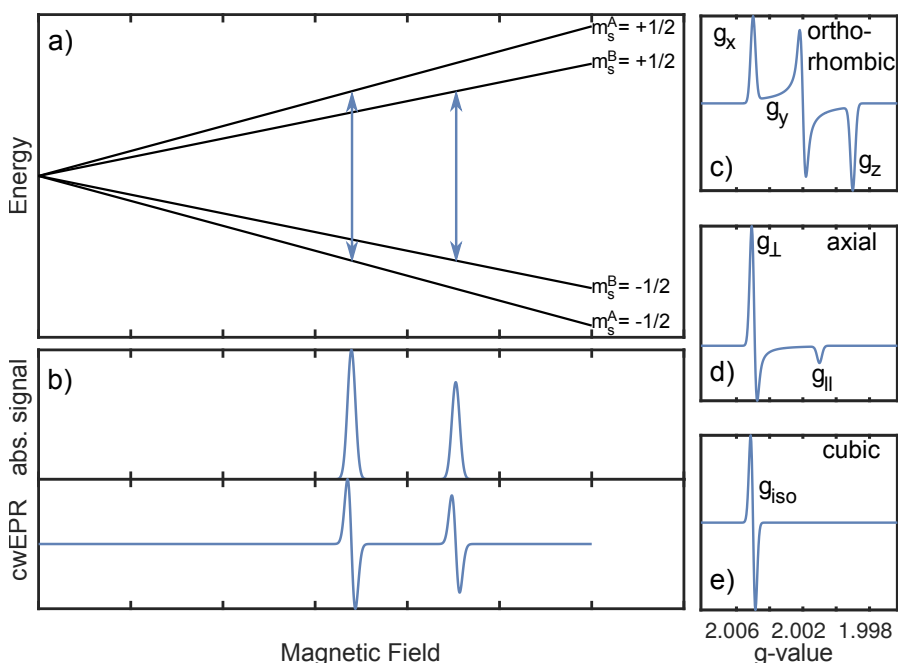 a)
m_s^A = +1/2
m_s^B = +1/2
Energy
m_s^B = -1/2
m_s^A = -1/2
b)
abs. signal
cwEPR
Magnetic Field
g_x
ortho-
rhombic
g_y
c)
g_z
g_⊥
axial
d)
g_||
cubic
g_iso
e)
2.006 2.002 1.998
g-value